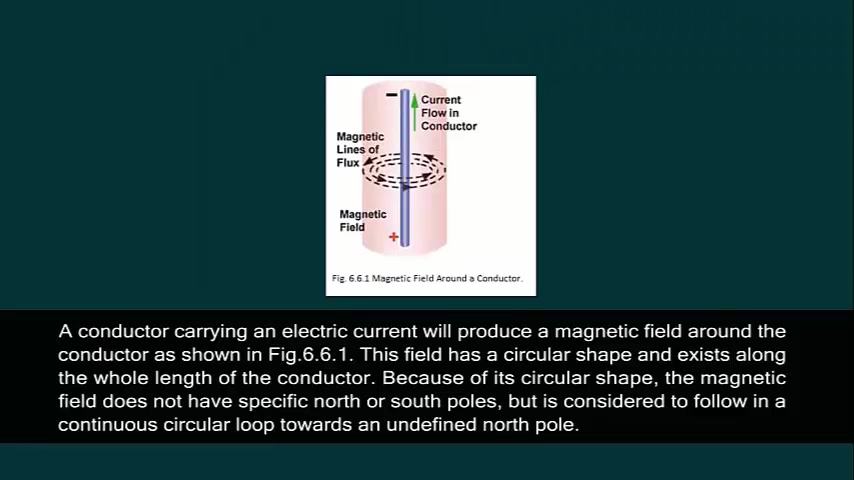 −
Current
Flow in
Conductor
Magnetic
Lines of
Flux
Magnetic
Field
+
Fig. 6.6.1 Magnetic Field Around a Conductor.
A conductor carrying an electric current will produce a magnetic field around the
conductor as shown in Fig.6.6.1. This field has a circular shape and exists along
the whole length of the conductor. Because of its circular shape, the magnetic
field does not have specific north or south poles, but is considered to follow in a
continuous circular loop towards an undefined north pole.